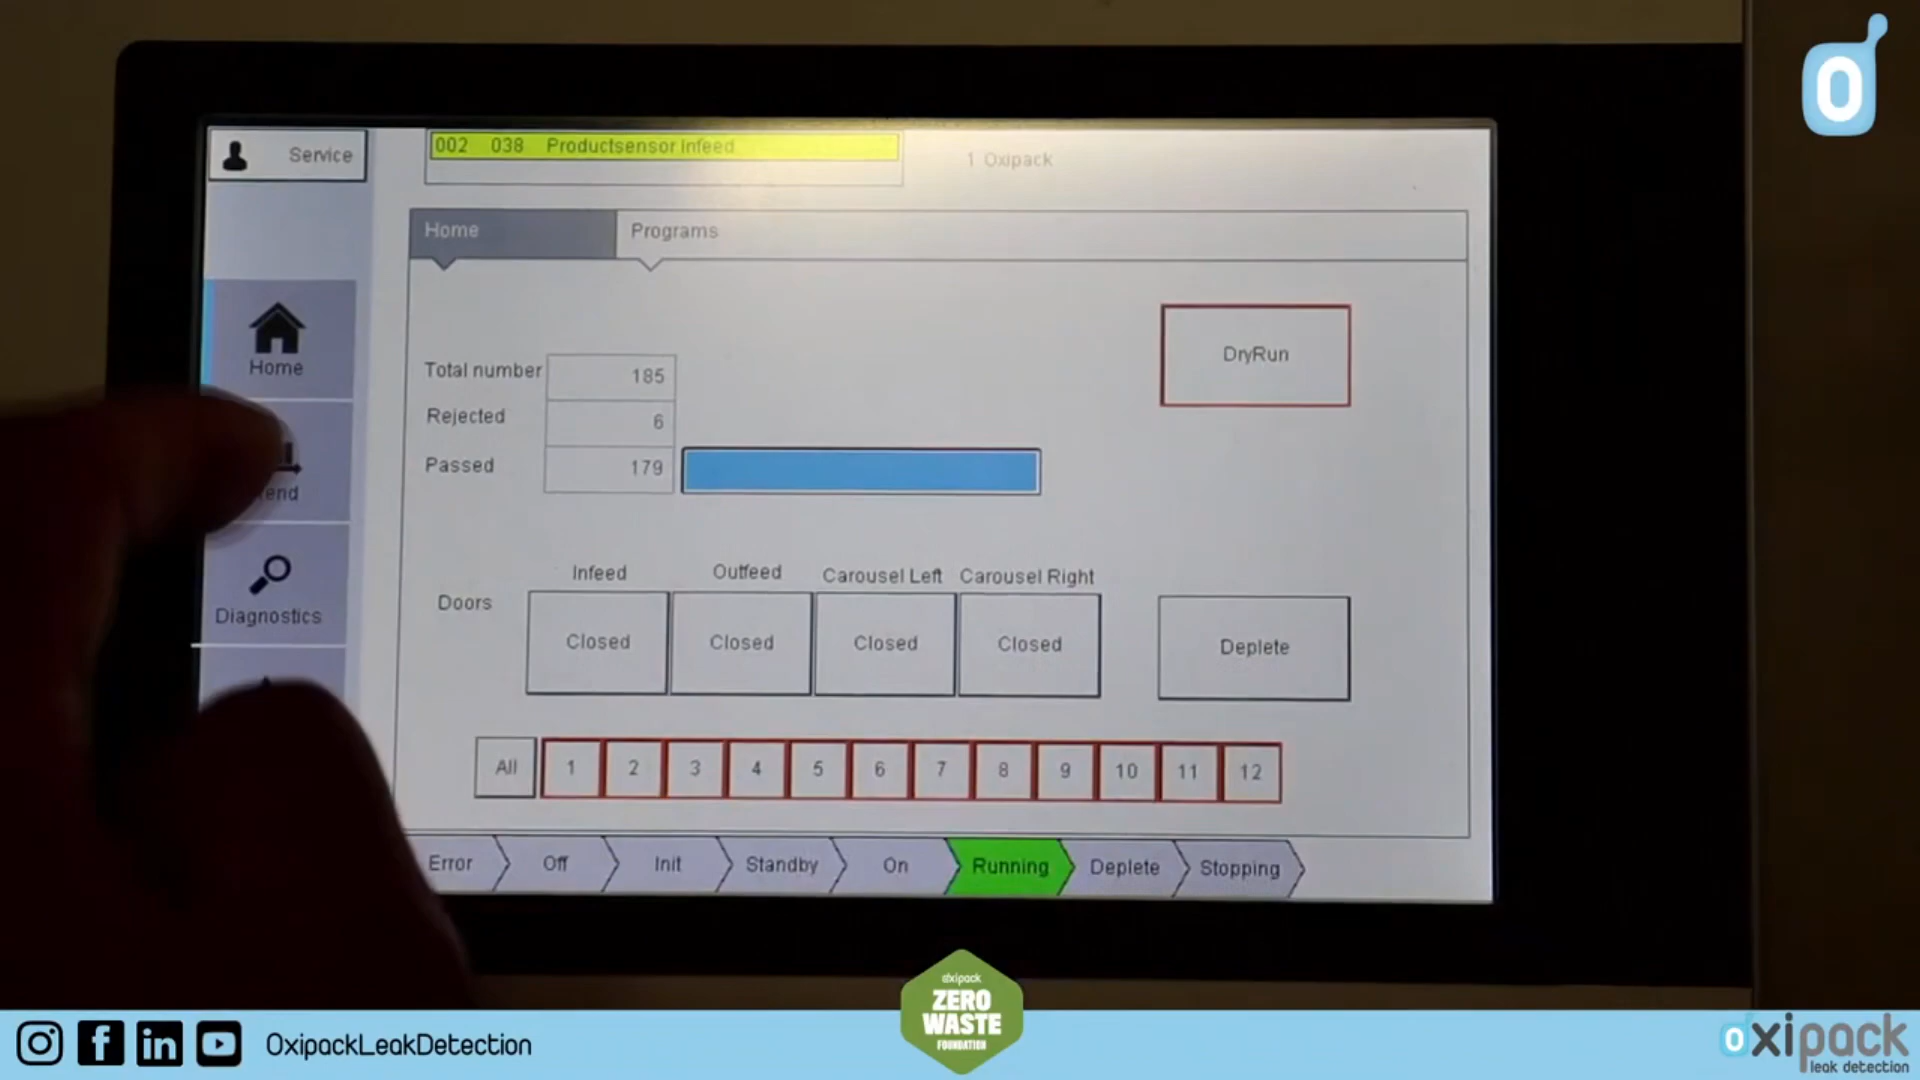 Service
002 038 Productsensor Infeed
1 Oxipack
Home
Programs
Home
end
Diagnostics
DryRun
Total number 185
Rejected 6
Passed 179
Infeed Outfeed Carousel Left Carousel Right
Doors Closed Closed Closed Closed
Deplete
All 1 2 3 4 5 6 7 8 9 10 11 12
Error Off Init Standby On Running Deplete Stopping
oxipack
ZERO
WASTE
FOUNDATION
OxipackLeakDetection
oxipack
leak detection